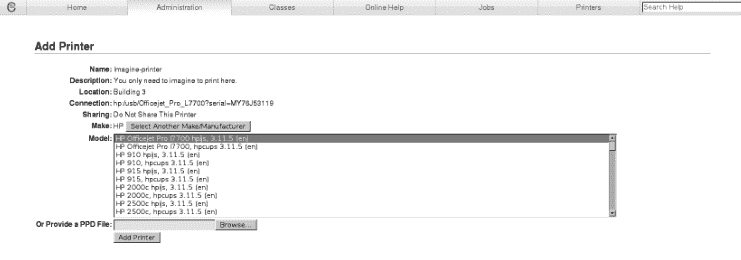 Home Administration Classes Online Help Jobs Printers Search Help
Add Printer
Name: Imagine-printer
Description: You only need to imagine to print here.
Location: Building 3
Connection: hp:/usb/Officejet_Pro_L7700?serial=MY76J53119
Sharing: Do Not Share This Printer
Make: HP Select Another Make/Manufacturer
Model: HP Officejet Pro l7700 hpijs, 3.11.5 (en)
HP Officejet Pro l7700, hpcups 3.11.5 (en)
HP 910 hpijs, 3.11.5 (en)
HP 910, hpcups 3.11.5 (en)
HP 915 hpijs, 3.11.5 (en)
HP 915, hpcups 3.11.5 (en)
HP 2000c hpijs, 3.11.5 (en)
HP 2000c, hpcups 3.11.5 (en)
HP 2500c hpijs, 3.11.5 (en)
HP 2500c, hpcups 3.11.5 (en)
Or Provide a PPD File: Browse...
Add Printer